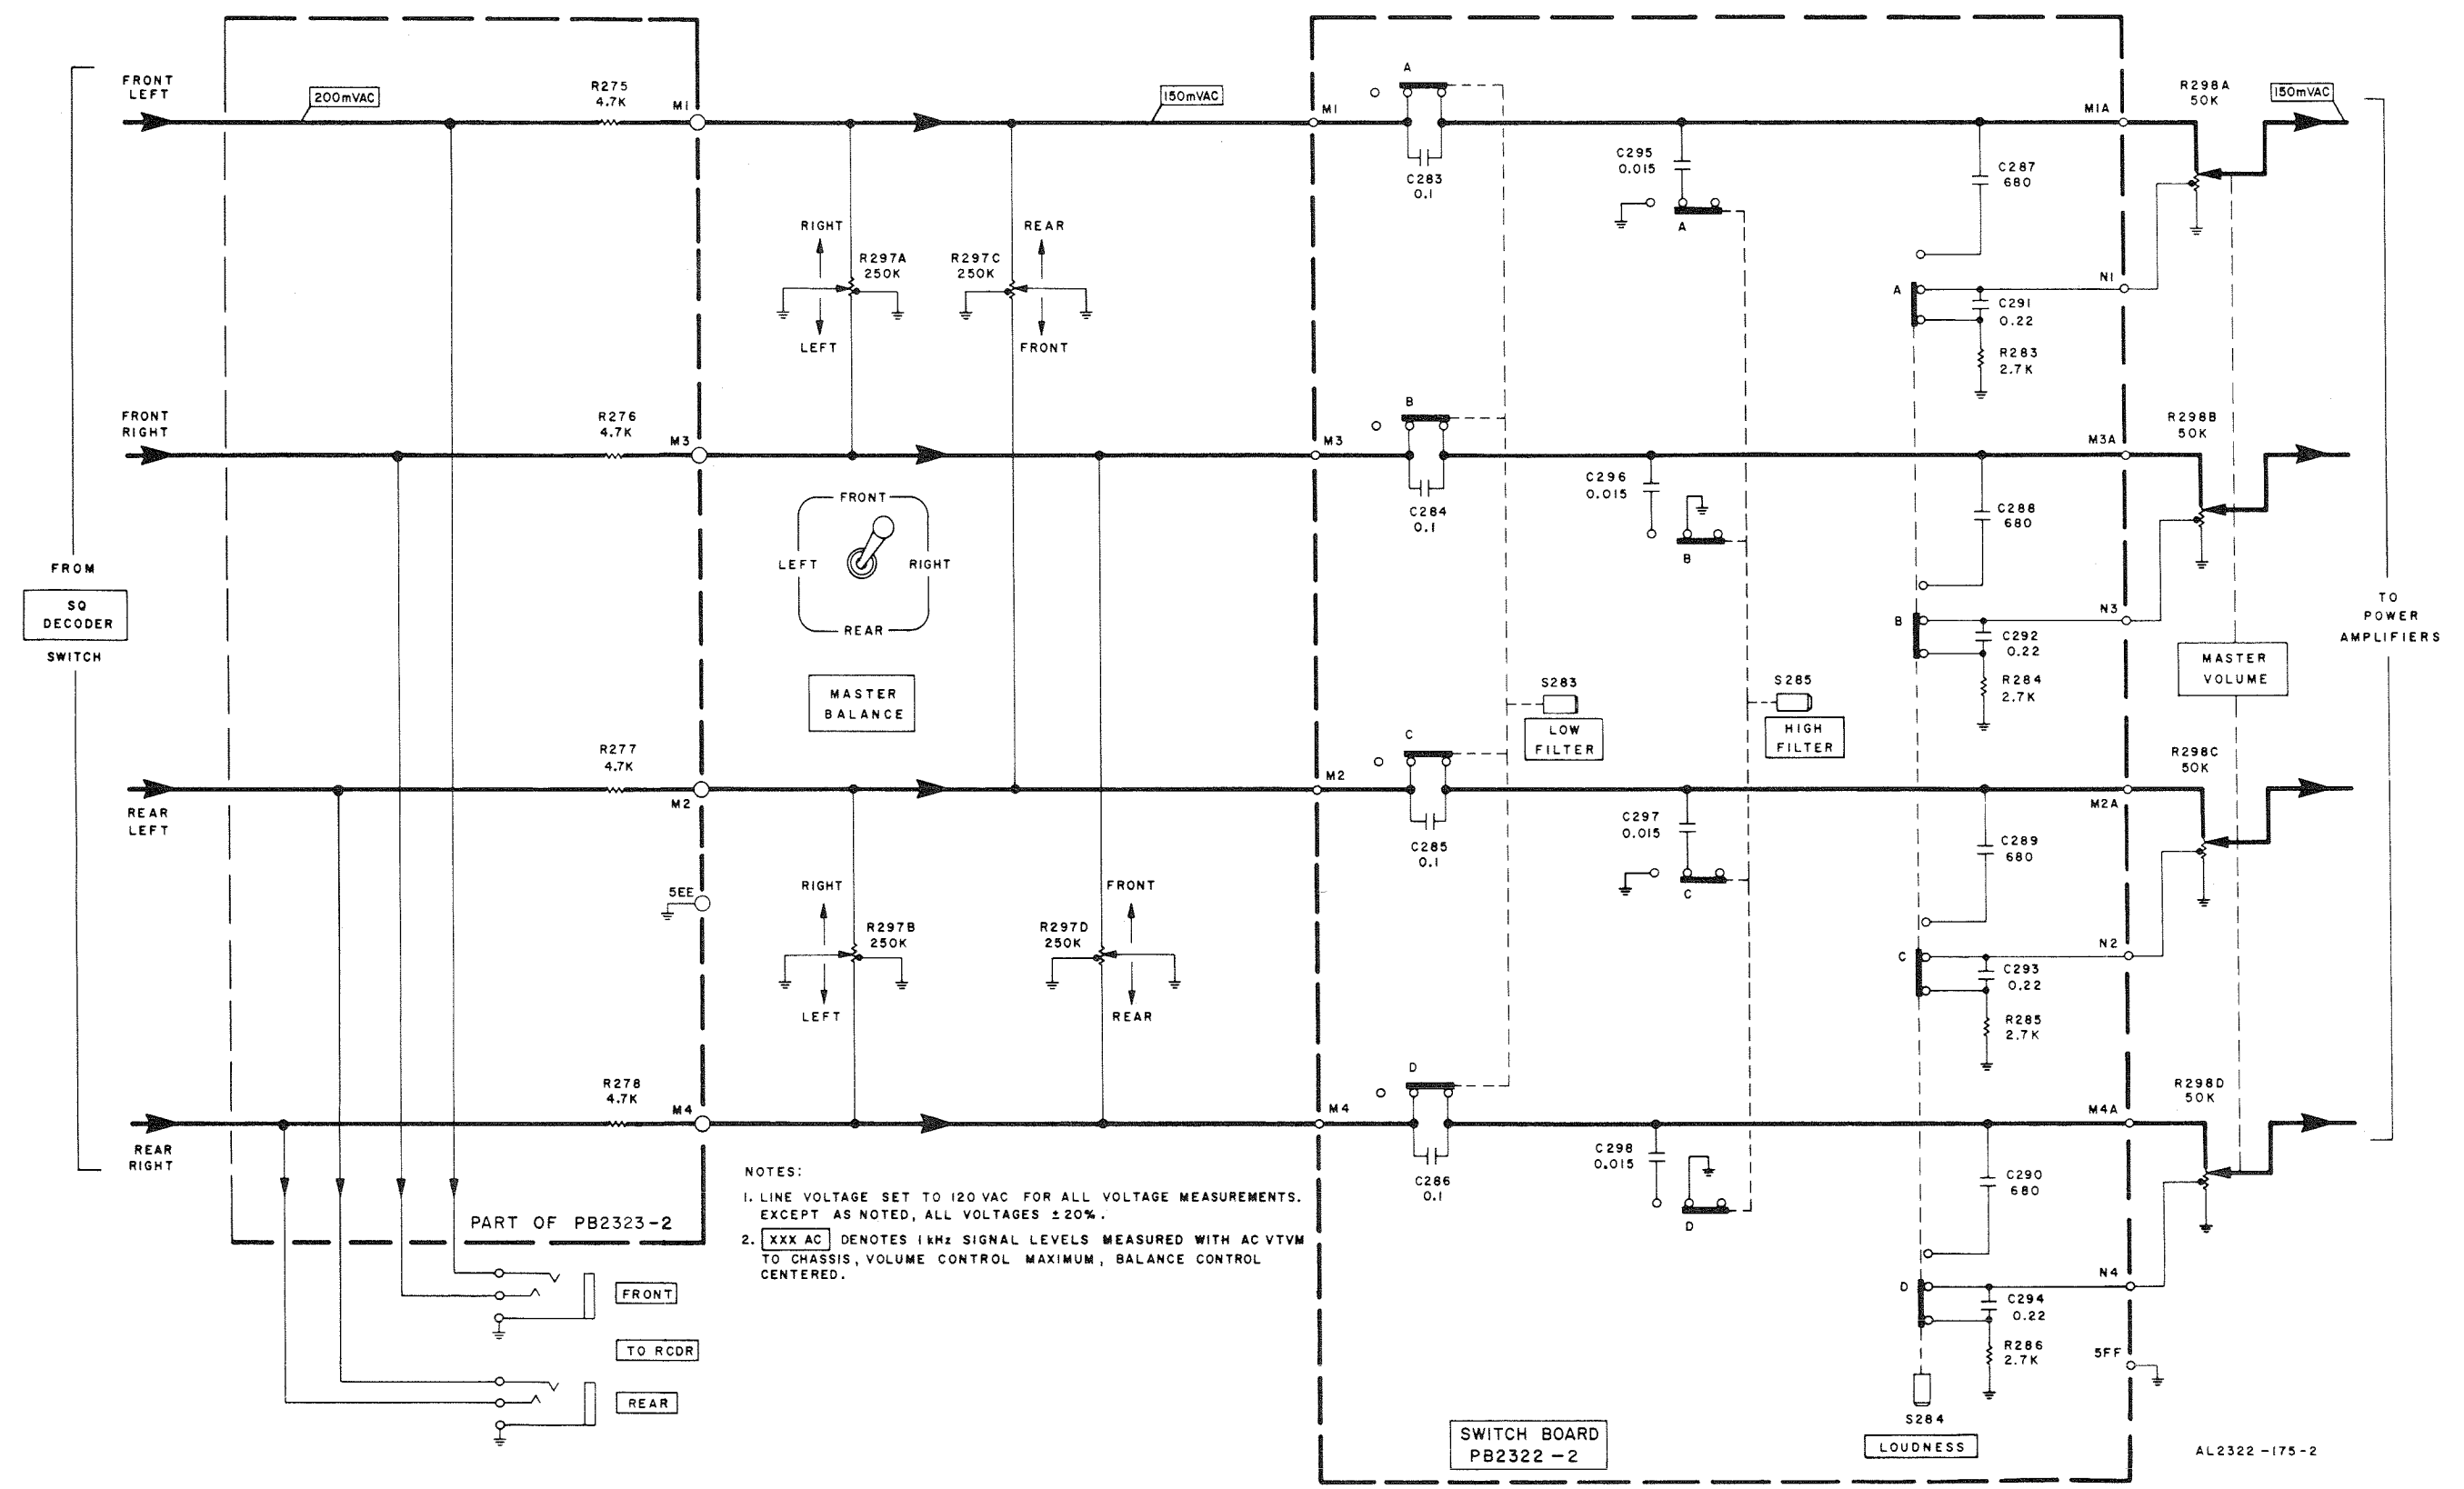 FRONT
LEFT
200mVAC
R275
4.7K
M1
150mVAC
M1
A
C283
0.1
C295
0.015
A
M1A
C287
680
R298A
50K
150mVAC
RIGHT
R297A
250K
LEFT
REAR
R297C
250K
FRONT
N1
A
C291
0.22
R283
2.7K
FRONT
RIGHT
R276
4.7K
M3
M3
B
C284
0.1
C296
0.015
B
M3A
C288
680
R298B
50K
FRONT
LEFT
RIGHT
REAR
MASTER
BALANCE
N3
B
C292
0.22
R284
2.7K
FROM
SQ
DECODER
SWITCH
S283
LOW
FILTER
S285
HIGH
FILTER
MASTER
VOLUME
TO
POWER
AMPLIFIERS
R277
4.7K
M2
REAR
LEFT
M2
C
C285
0.1
C297
0.015
C
M2A
C289
680
R298C
50K
5EE
RIGHT
R297B
250K
LEFT
FRONT
R297D
250K
REAR
N2
C
C293
0.22
R285
2.7K
R278
4.7K
M4
REAR
RIGHT
M4
D
C286
0.1
C298
0.015
D
M4A
C290
680
R298D
50K
N4
D
C294
0.22
R286
2.7K
5FF
S284
LOUDNESS
PART OF PB2323-2
NOTES:
1. LINE VOLTAGE SET TO 120 VAC FOR ALL VOLTAGE MEASUREMENTS.
EXCEPT AS NOTED, ALL VOLTAGES ±20%.
2. XXX AC DENOTES 1kHz SIGNAL LEVELS MEASURED WITH AC VTVM
TO CHASSIS, VOLUME CONTROL MAXIMUM, BALANCE CONTROL
CENTERED.
FRONT
TO RCDR
REAR
SWITCH BOARD
PB2322-2
AL2322-175-2